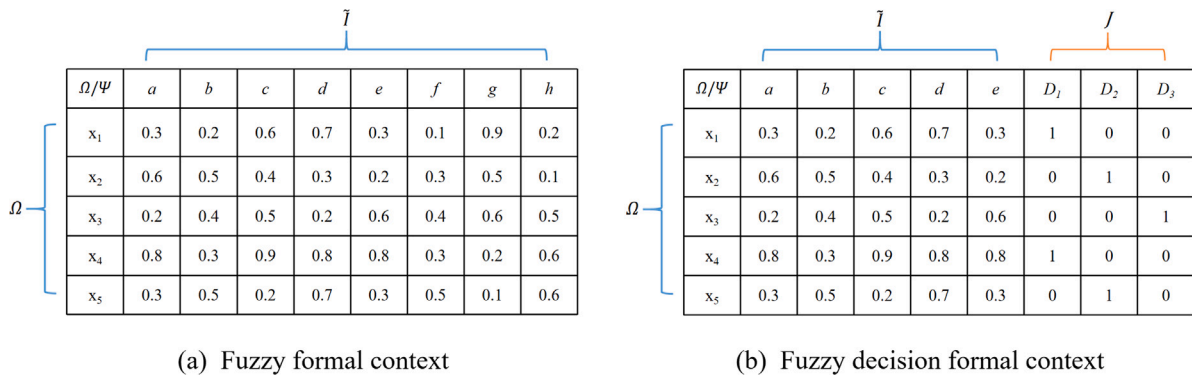 Ĩ
Ω/Ψ a b c d e f g h
x₁ 0.3 0.2 0.6 0.7 0.3 0.1 0.9 0.2
x₂ 0.6 0.5 0.4 0.3 0.2 0.3 0.5 0.1
x₃ 0.2 0.4 0.5 0.2 0.6 0.4 0.6 0.5
x₄ 0.8 0.3 0.9 0.8 0.8 0.3 0.2 0.6
x₅ 0.3 0.5 0.2 0.7 0.3 0.5 0.1 0.6
Ω
(a) Fuzzy formal context
Ĩ J
Ω/Ψ a b c d e D₁ D₂ D₃
x₁ 0.3 0.2 0.6 0.7 0.3 1 0 0
x₂ 0.6 0.5 0.4 0.3 0.2 0 1 0
x₃ 0.2 0.4 0.5 0.2 0.6 0 0 1
x₄ 0.8 0.3 0.9 0.8 0.8 1 0 0
x₅ 0.3 0.5 0.2 0.7 0.3 0 1 0
Ω
(b) Fuzzy decision formal context